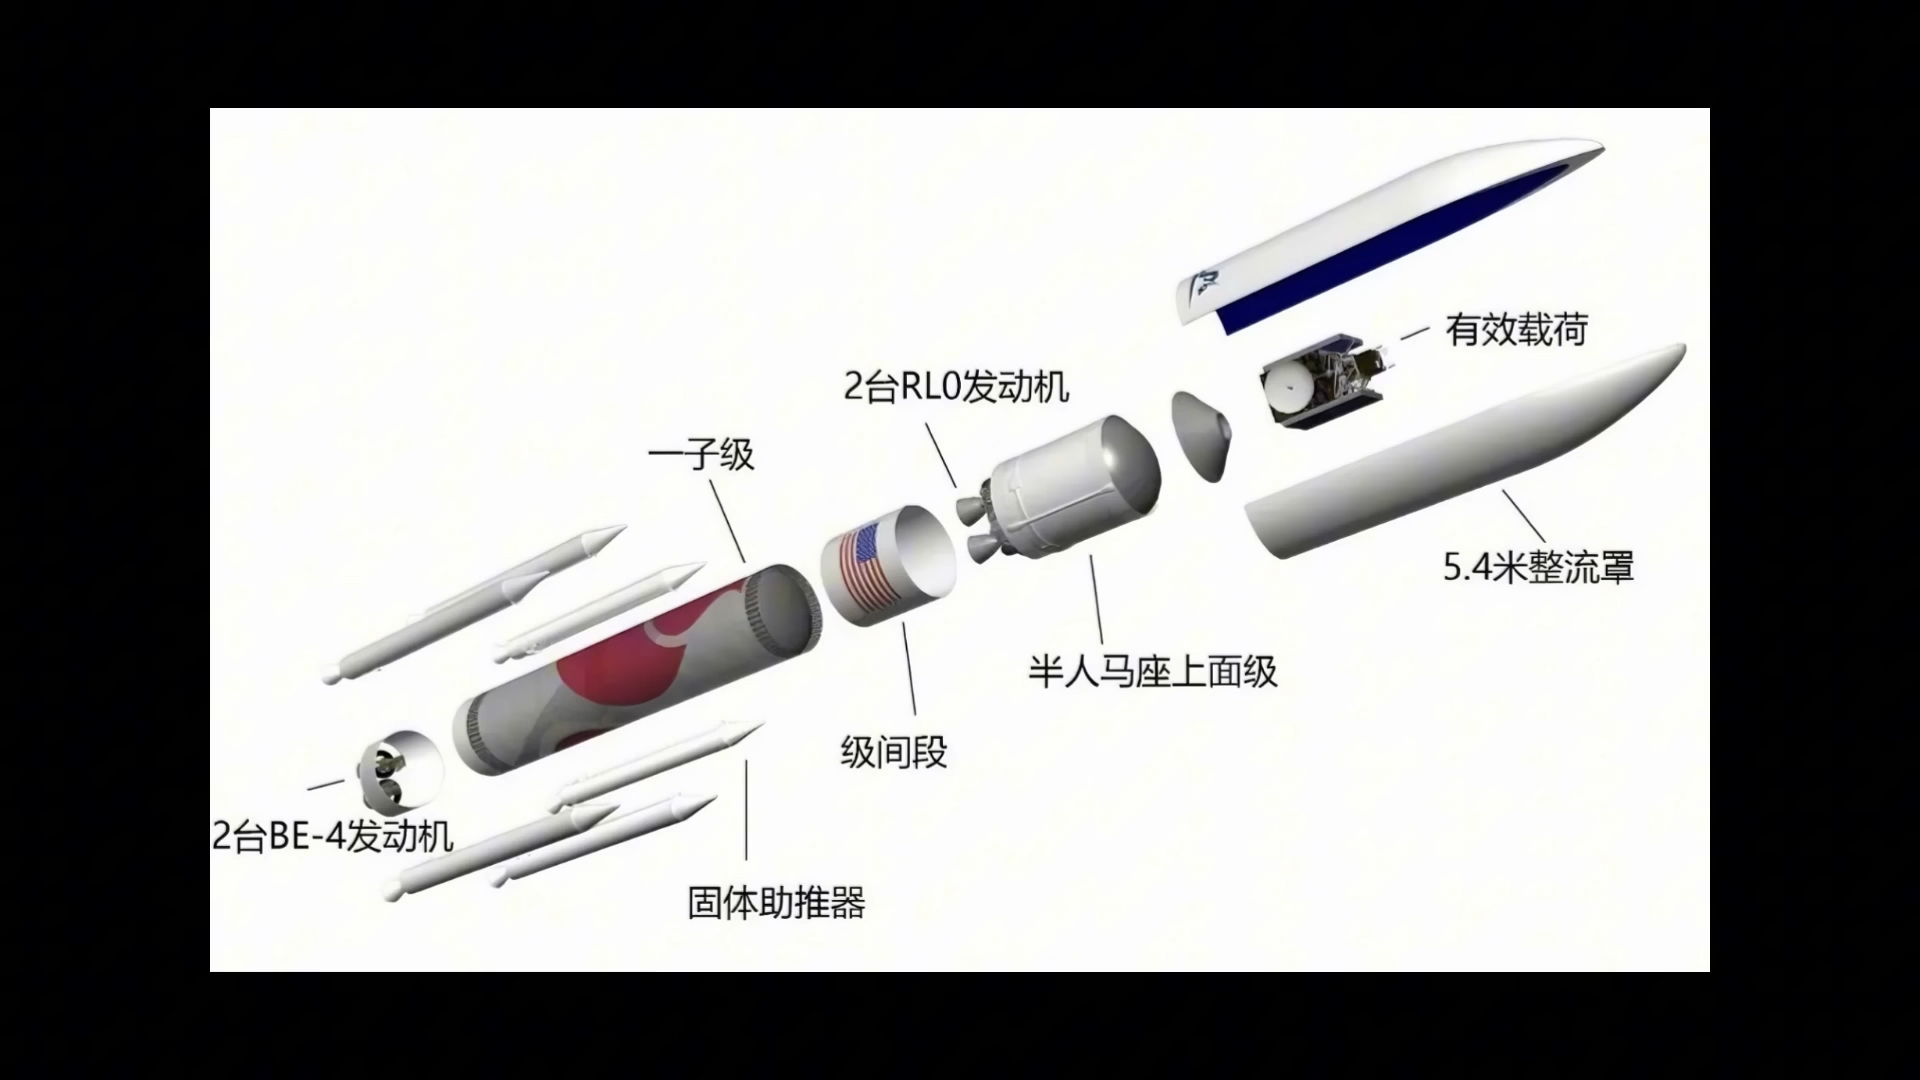 有效载荷
2台RL0发动机
一子级
5.4米整流罩
半人马座上面级
级间段
2台BE-4发动机
固体助推器